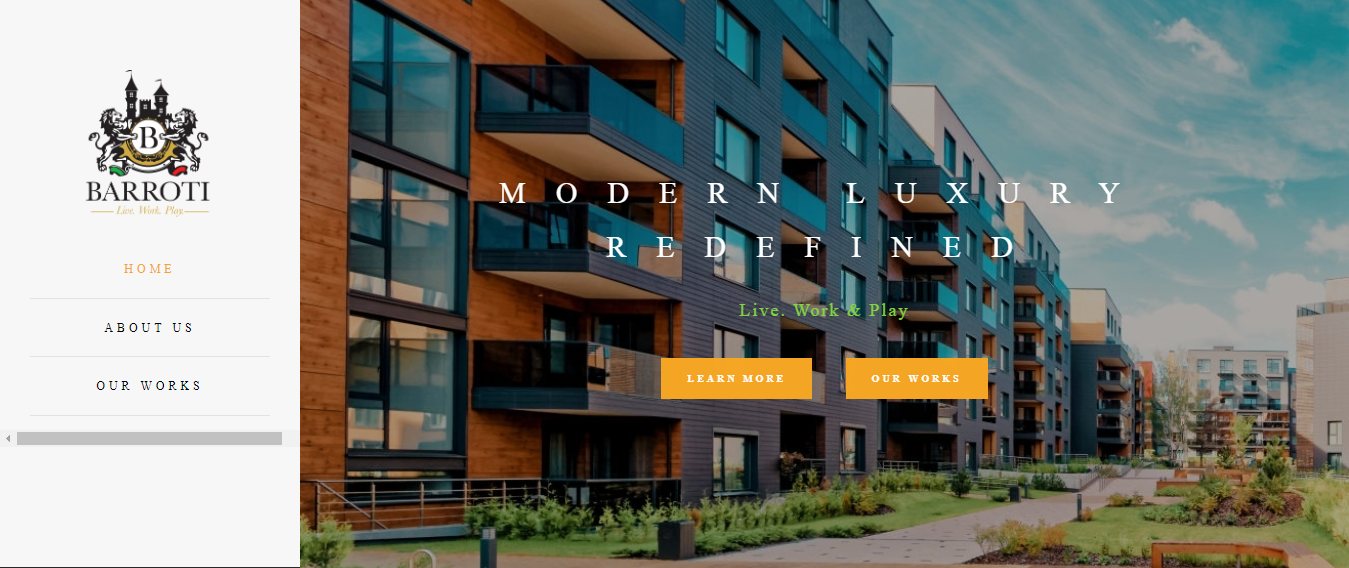 B
BARROTI
Live. Work. Play.
HOME
ABOUT US
OUR WORKS
MODERN LUXURY
REDEFINED
Live. Work & Play
LEARN MORE
OUR WORKS